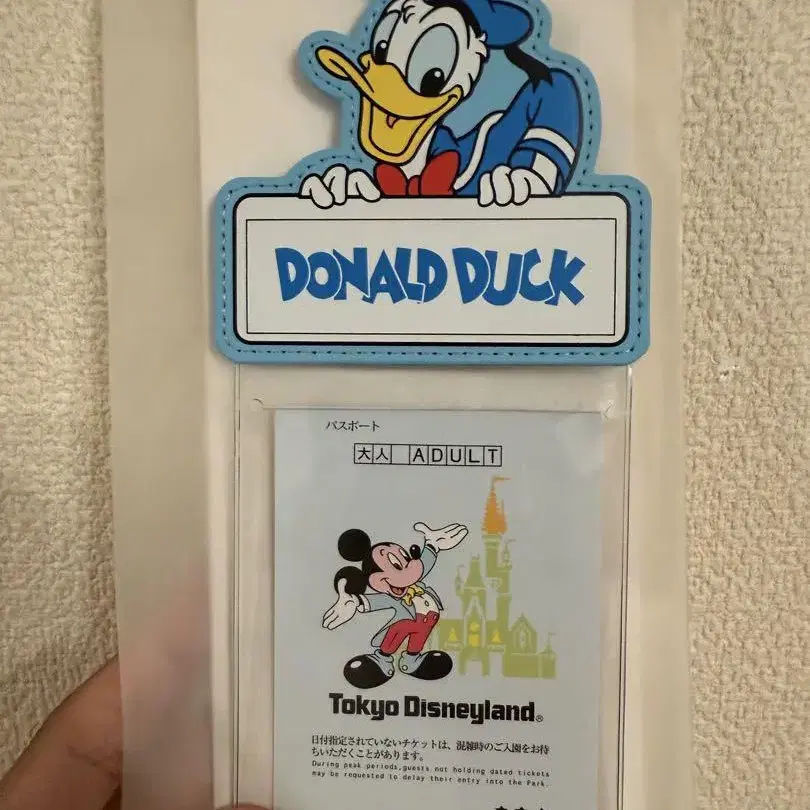 DONALD DUCK
パスポート
大人 ADULT
Tokyo Disneyland®
日付指定されていないチケットは、混雑時のご入園をお待
ちいただくことがあります。
During peak periods,guests not holding dated tickets
may be requested to delay their entry into the Park.